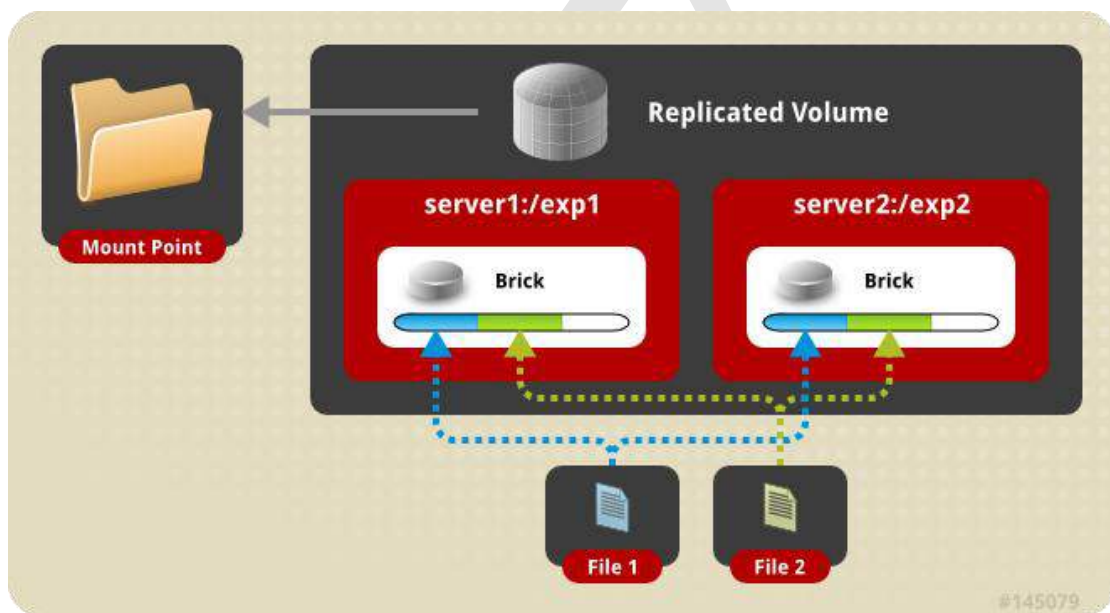 Replicated Volume
Mount Point
server1:/exp1
server2:/exp2
Brick
Brick
File 1
File 2
#145079